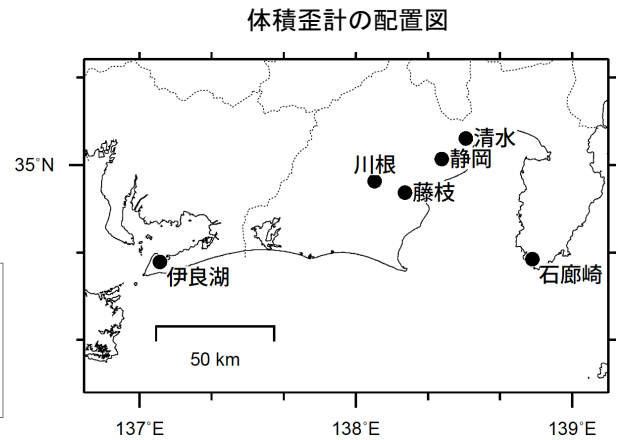 体積歪計の配置図
清水
静岡
川根
藤枝
35°N
伊良湖
石廊崎
50 km
137°E
138°E
139°E